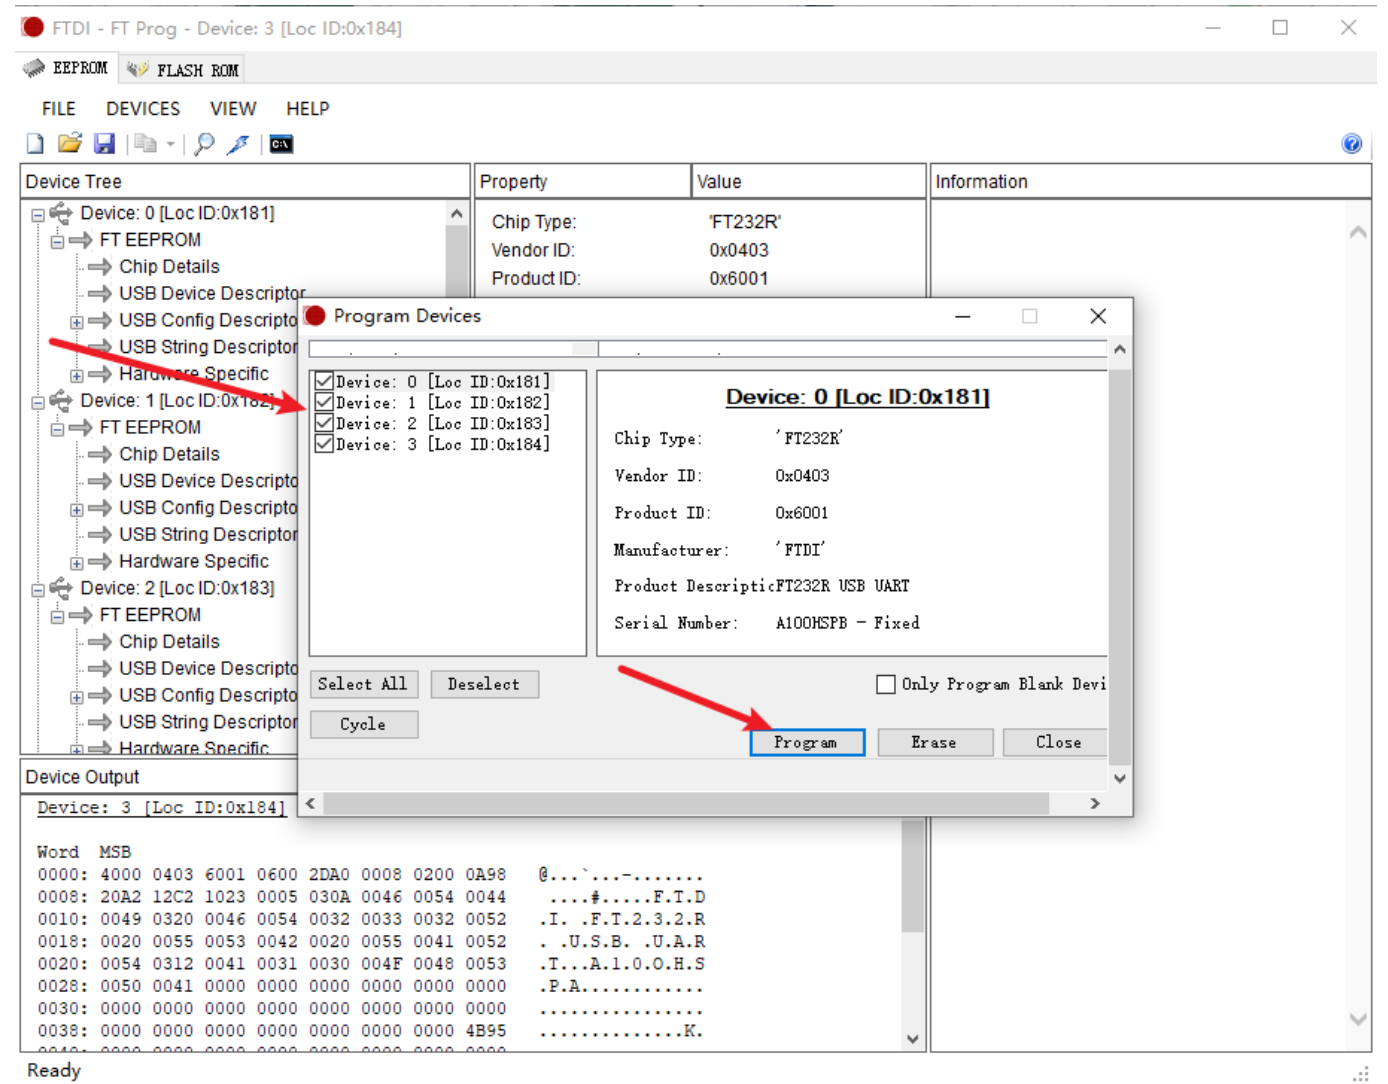 FTDI - FT Prog - Device: 3 [Loc ID:0x184]
EEPROM
FLASH ROM
FILE DEVICES VIEW HELP
Device Tree
Property
Value
Information
Device: 0 [Loc ID:0x181]
FT EEPROM
Chip Details
USB Device Descriptor
USB Config Descripto
USB String Descriptor
Hardware Specific
Device: 1 [Loc ID:0x182]
FT EEPROM
Chip Details
USB Device Descripto
USB Config Descripto
USB String Descriptor
Hardware Specific
Device: 2 [Loc ID:0x183]
FT EEPROM
Chip Details
USB Device Descripto
USB Config Descripto
USB String Descriptor
Hardware Specific
Chip Type: 'FT232R'
Vendor ID: 0x0403
Product ID: 0x6001
Program Devices
Device: 0 [Loc ID:0x181]
Device: 1 [Loc ID:0x182]
Device: 2 [Loc ID:0x183]
Device: 3 [Loc ID:0x184]
Device: 0 [Loc ID:0x181]
Chip Type: 'FT232R'
Vendor ID: 0x0403
Product ID: 0x6001
Manufacturer: 'FTDI'
Product Descriptic FT232R USB UART
Serial Number: A100HSPB - Fixed
Select All
Deselect
Only Program Blank Devi
Cycle
Program
Erase
Close
Device Output
Device: 3 [Loc ID:0x184]
Word MSB
0000: 4000 0403 6001 0600 2DA0 0008 0200 0A98 @...`...-.......
0008: 20A2 12C2 1023 0005 030A 0046 0054 0044 ....#.....F.T.D
0010: 0049 0320 0046 0054 0032 0033 0032 0052 .I. .F.T.2.3.2.R
0018: 0020 0055 0053 0042 0020 0055 0041 0052 . .U.S.B. .U.A.R
0020: 0054 0312 0041 0031 0030 004F 0048 0053 .T...A.1.0.O.H.S
0028: 0050 0041 0000 0000 0000 0000 0000 0000 .P.A............
0030: 0000 0000 0000 0000 0000 0000 0000 0000 ................
0038: 0000 0000 0000 0000 0000 0000 0000 4B95 ..............K.
Ready